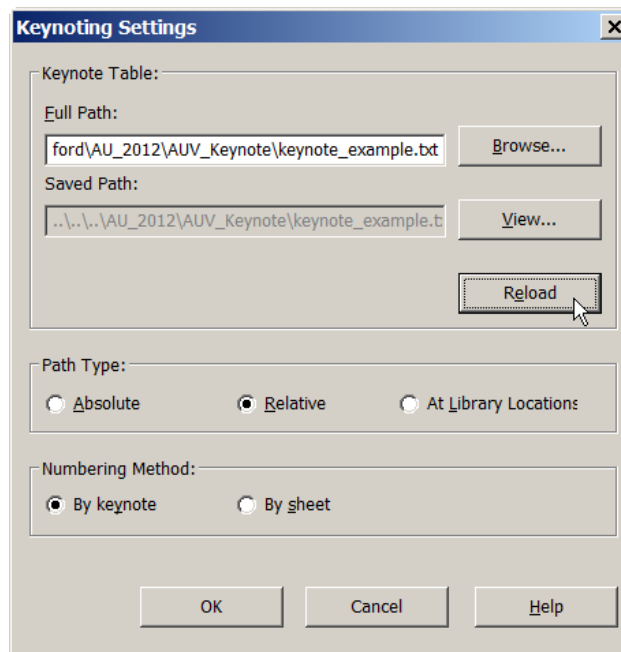 Keynoting Settings
Keynote Table:
Full Path:
ford\AU_2012\AUV_Keynote\keynote_example.txt
Browse...
Saved Path:
..\..\..\AU_2012\AUV_Keynote\keynote_example.t
View...
Reload
Path Type:
Absolute Relative At Library Locations
Numbering Method:
By keynote By sheet
OK Cancel Help